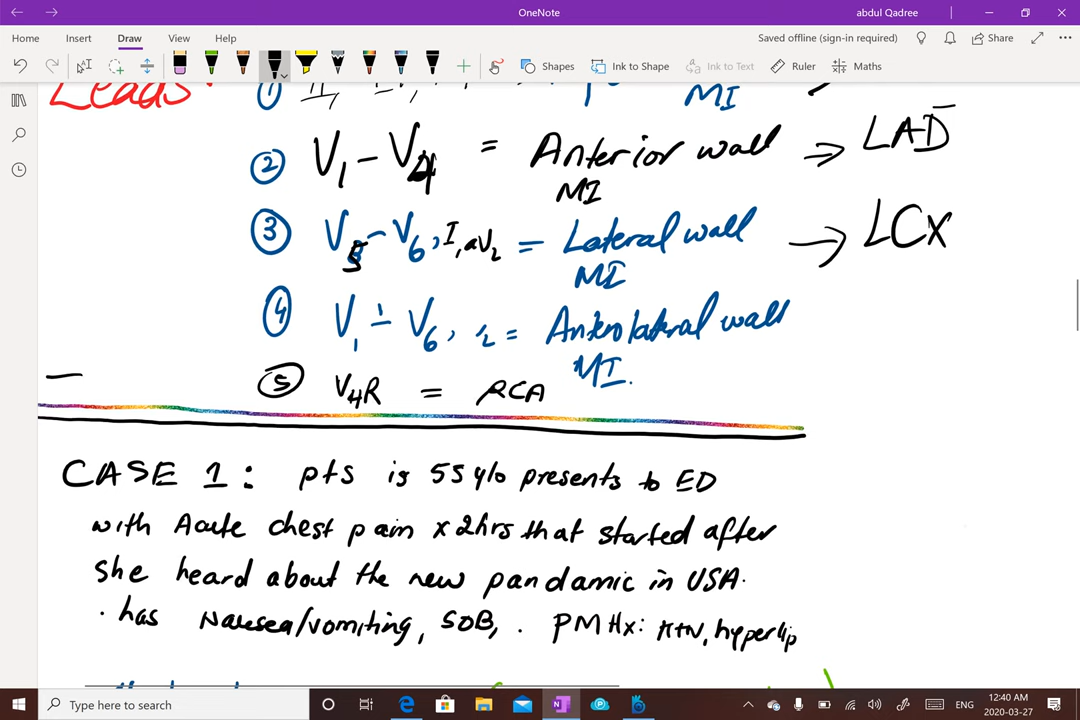 OneNote
abdul Qadree
Home Insert Draw View Help
Saved offline (sign-in required)
Share
Shapes
Ink to Shape
Ink to Text
Ruler
Maths
Leads:
① II, MI
② V1 - V4 = Anterior wall MI → LAD
③ V5 - V6, I, aV2 = Lateral wall MI → LCX
④ V1 - V6, = Anterolateral wall MI.
⑤ V4R = RCA
CASE 1: pts is 55 y/o presents to ED
with Acute chest pain x 2hrs that started after
she heard about the new pandamic in USA.
. has Nausea/vomiting, SOB, . PMHx: HTN, hyperlip
Type here to search
ENG
12:40 AM
2020-03-27